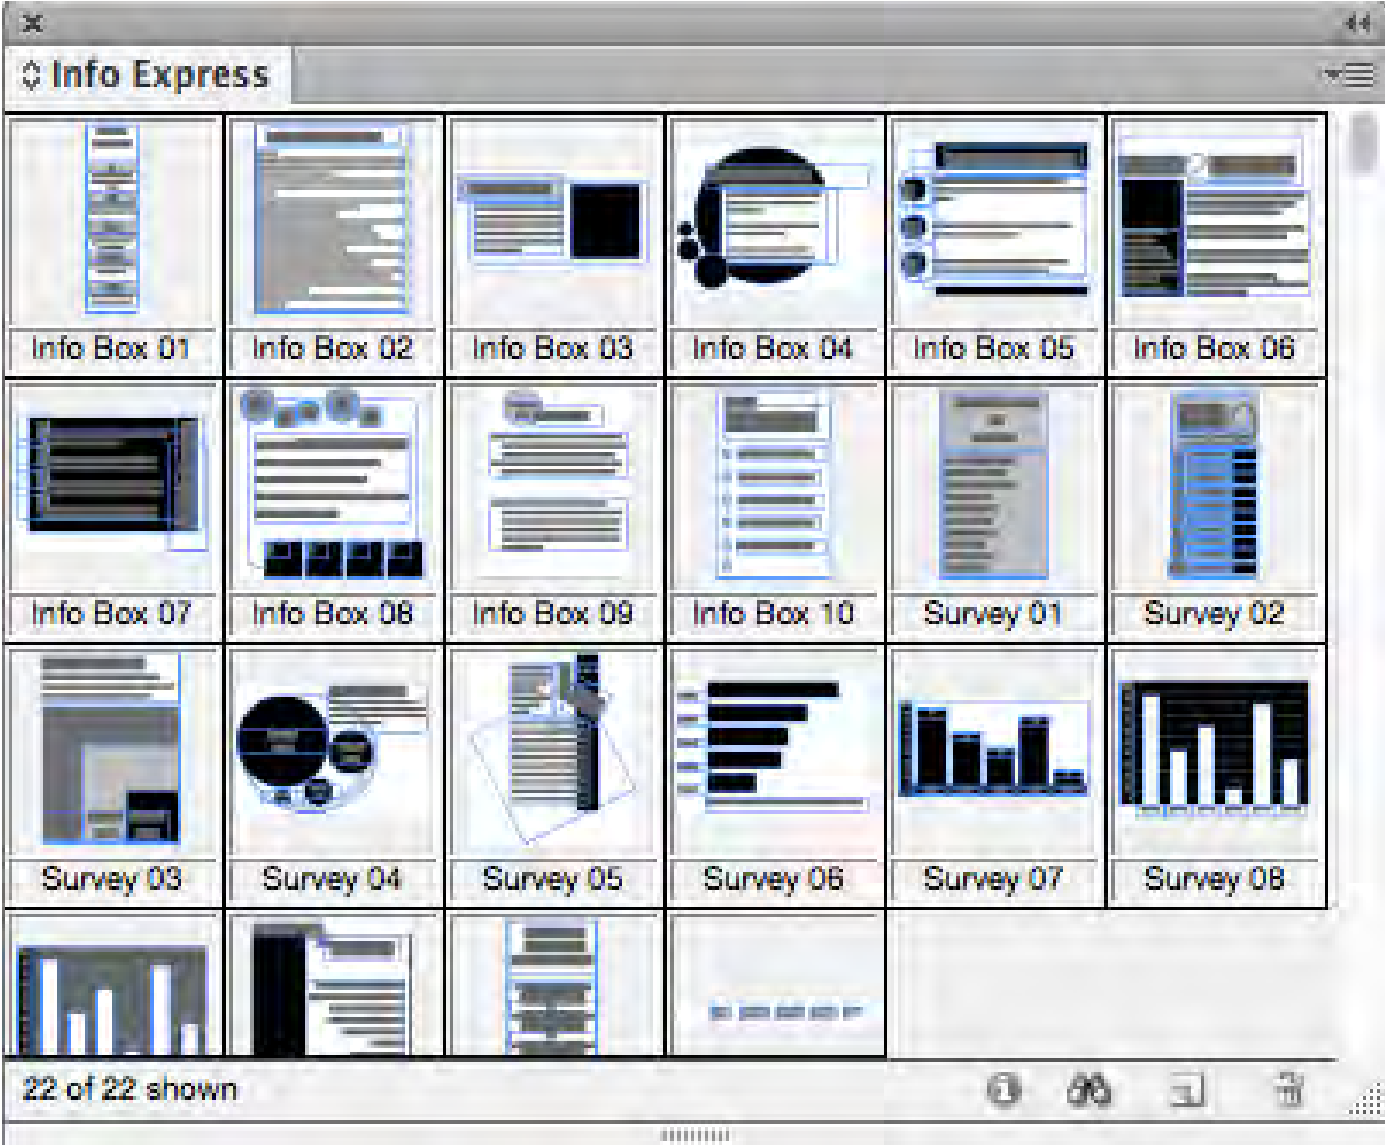 Info Express
Info Box 01 Info Box 02 Info Box 03 Info Box 04 Info Box 05 Info Box 06
Info Box 07 Info Box 08 Info Box 09 Info Box 10 Survey 01 Survey 02
Survey 03 Survey 04 Survey 05 Survey 06 Survey 07 Survey 08
22 of 22 shown